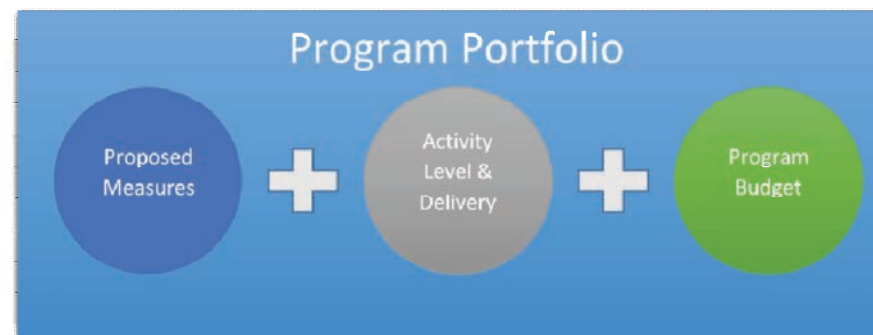 Program Portfolio
Proposed
Measures
Activity
Level &
Delivery
Program
Budget